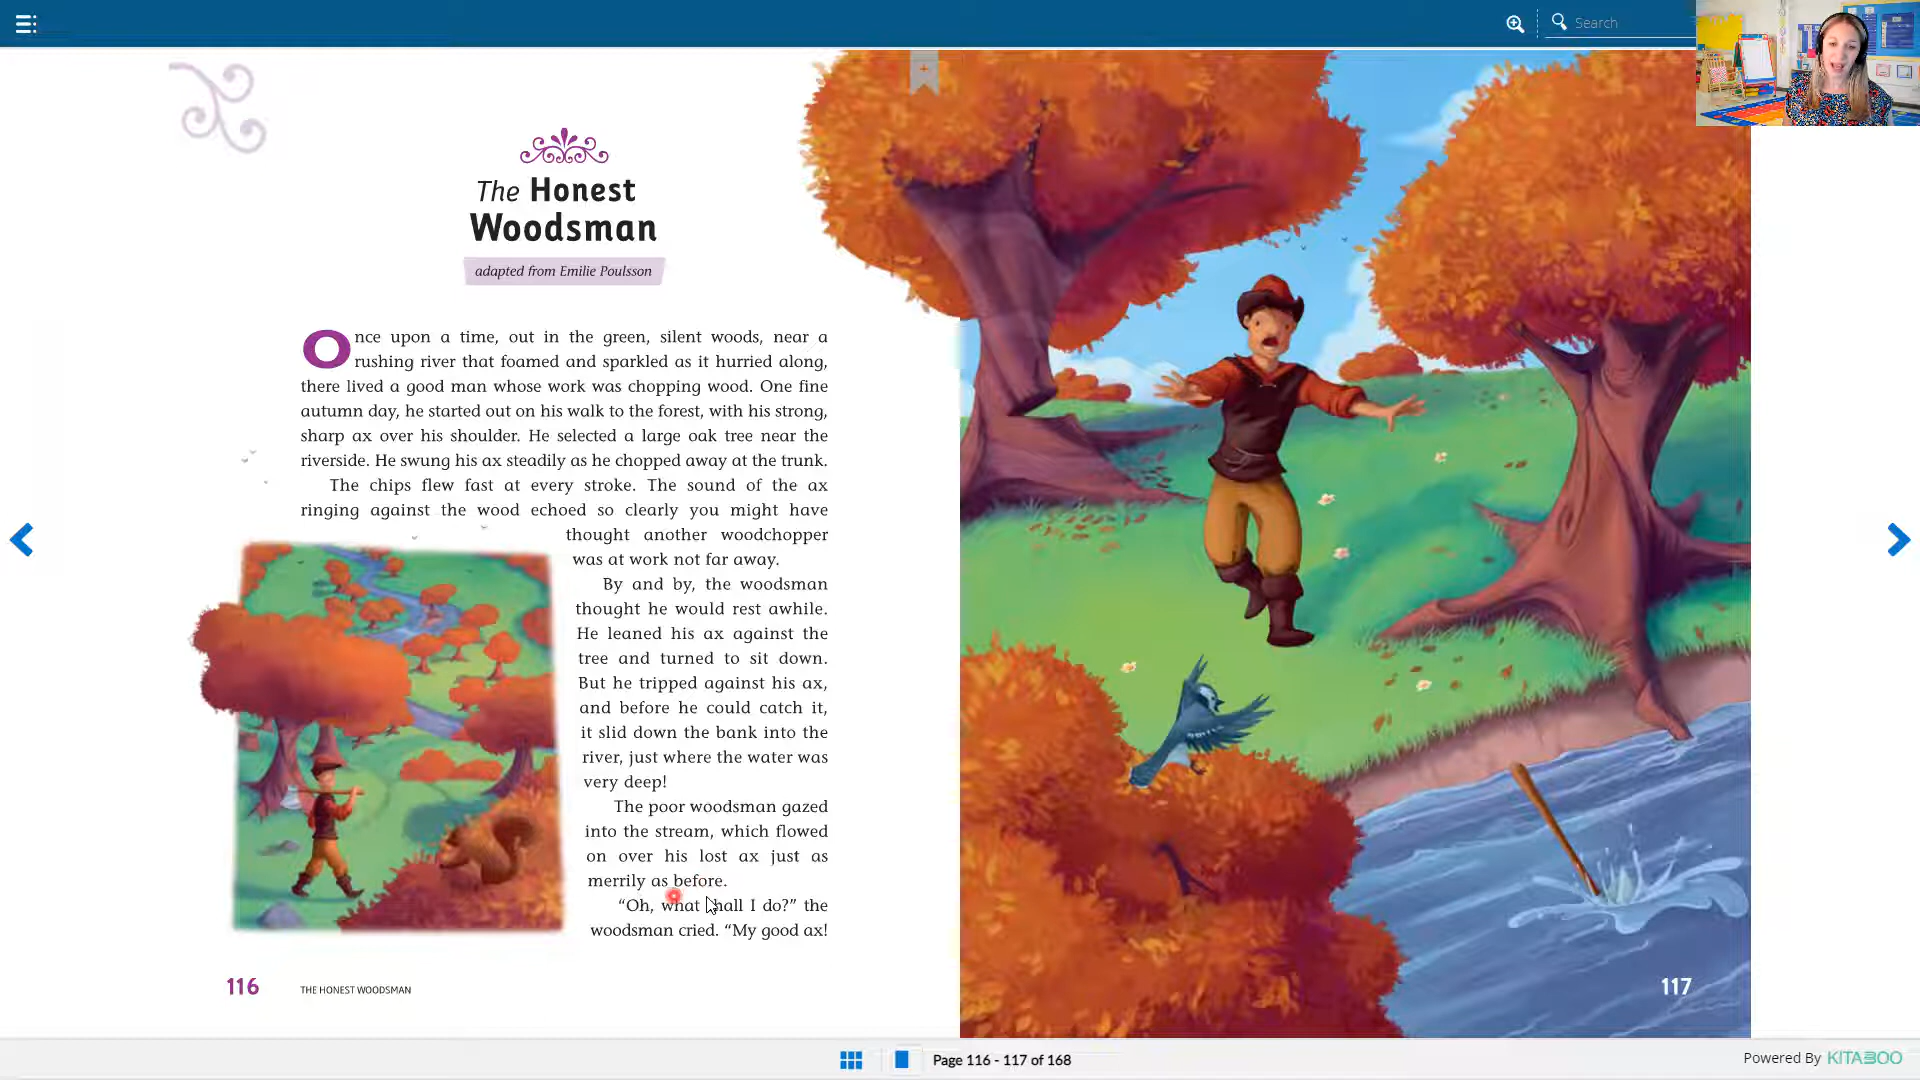 Search
The Honest
Woodsman
adapted from Emilie Poulsson
Once upon a time, out in the green, silent woods, near a
rushing river that foamed and sparkled as it hurried along,
there lived a good man whose work was chopping wood. One fine
autumn day, he started out on his walk to the forest, with his strong,
sharp ax over his shoulder. He selected a large oak tree near the
riverside. He swung his ax steadily as he chopped away at the trunk.
The chips flew fast at every stroke. The sound of the ax
ringing against the wood echoed so clearly you might have
thought another woodchopper
was at work not far away.
By and by, the woodsman
thought he would rest awhile.
He leaned his ax against the
tree and turned to sit down.
But he tripped against his ax,
and before he could catch it,
it slid down the bank into the
river, just where the water was
very deep!
The poor woodsman gazed
into the stream, which flowed
on over his lost ax just as
merrily as before.
“Oh, what shall I do?” the
woodsman cried. “My good ax!
116
THE HONEST WOODSMAN
117
Page 116 - 117 of 168
Powered By KITABOO